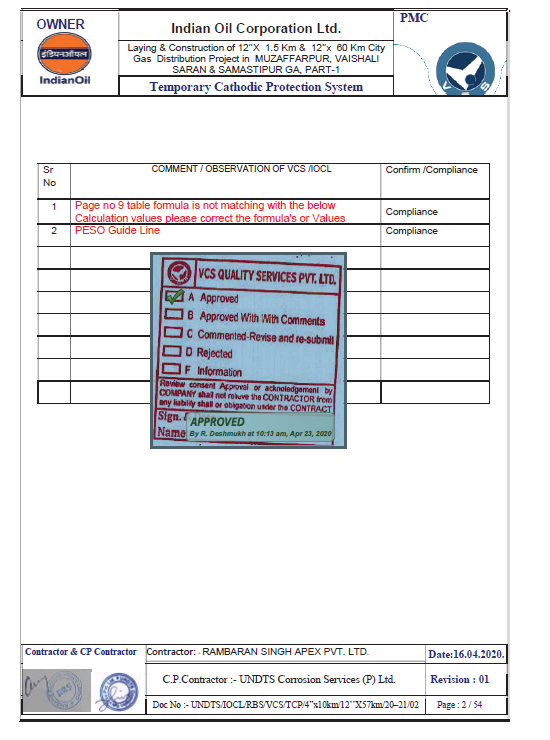 OWNER
इंडियनऑयल
IndianOil
Indian Oil Corporation Ltd.
Laying & Construction of 12"X 1.5 Km & 12"x 60 Km City
Gas Distribution Project in MUZAFFARPUR, VAISHALI
SARAN & SAMASTIPUR GA, PART-1
Temporary Cathodic Protection System
PMC
V S
Sr No
COMMENT / OBSERVATION OF VCS /IOCL
Confirm /Compliance
1
Page no 9 table formula is not matching with the below
Calculation values please correct the formula's or Values
Compliance
2
PESO Guide Line
Compliance
VCS QUALITY SERVICES PVT. LTD.
A Approved
B Approved With With Comments
C Commented-Revise and re-submit
D Rejected
F Information
Review consent Approval or acknoledgement by
COMPANY shall not reluve the CONTRACTOR from
any liability shall or obigation under the CONTRACT
Sign.
APPROVED
Name
By R. Deshmukh at 10:13 am, Apr 23, 2020
Contractor & CP Contractor
Contractor: - RAMBARAN SINGH APEX PVT. LTD.
Date:16.04.2020.
RBS
C.P.Contractor :- UNDTS Corrosion Services (P) Ltd.
Revision : 01
Doc No :- UNDTS/IOCL/RBS/VCS/TCP/4"x10km/12"X57km/20-21/02
Page : 2 / 54